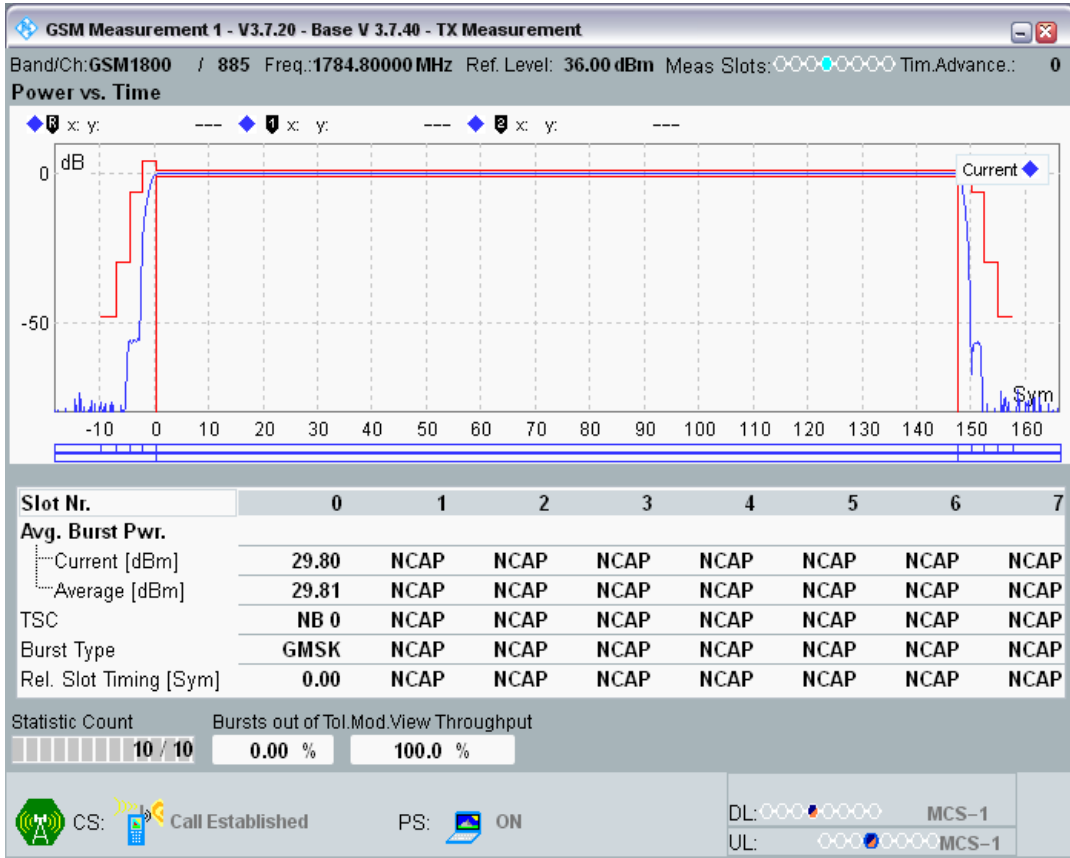 GSM Measurement 1 - V3.7.20 - Base V 3.7.40 - TX Measurement
Band/Ch:GSM1800 / 885 Freq.:1784.80000 MHz Ref. Level: 36.00 dBm Meas Slots: Tim.Advance.: 0
Power vs. Time
R x: y: --- 1 x: y: --- 2 x: y: ---
dB
Current
0
-50
Sym
-10 0 10 20 30 40 50 60 70 80 90 100 110 120 130 140 150 160
Slot Nr. 0 1 2 3 4 5 6 7
Avg. Burst Pwr.
Current [dBm] 29.80 NCAP NCAP NCAP NCAP NCAP NCAP NCAP
Average [dBm] 29.81 NCAP NCAP NCAP NCAP NCAP NCAP NCAP
TSC NB 0 NCAP NCAP NCAP NCAP NCAP NCAP NCAP
Burst Type GMSK NCAP NCAP NCAP NCAP NCAP NCAP NCAP
Rel. Slot Timing [Sym] 0.00 NCAP NCAP NCAP NCAP NCAP NCAP NCAP
Statistic Count Bursts out of Tol.Mod.View Throughput
10 / 10 0.00 % 100.0 %
CS: Call Established PS: ON
DL: MCS-1
UL: MCS-1